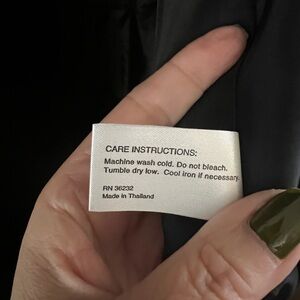 CARE INSTRUCTIONS:
Machine wash cold. Do not bleach.
Tumble dry low. Cool iron if necessary.
RN 36232
Made in Thailand